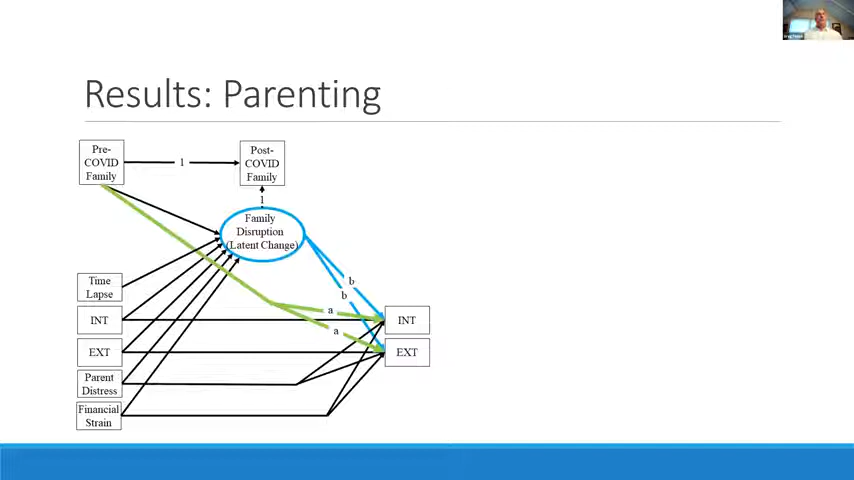 Results: Parenting
Pre-
COVID
Family
1
Post-
COVID
Family
1
Family
Disruption
(Latent Change)
Time
Lapse
INT
EXT
Parent
Distress
Financial
Strain
b
b
a
a
INT
EXT